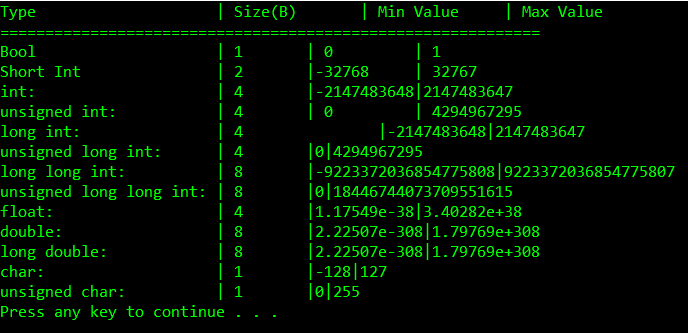 Type                    | Size(B)       | Min Value     | Max Value
============================================================
Bool                    | 1       | 0         | 1
Short Int               | 2       |-32768     | 32767
int:                    | 4       |-2147483648|2147483647
unsigned int:           | 4       | 0         | 4294967295
long int:               | 4               |-2147483648|2147483647
unsigned long int:      | 4       |0|4294967295
long long int:          | 8       |-9223372036854775808|9223372036854775807
unsigned long long int: | 8       |0|18446744073709551615
float:                  | 4       |1.17549e-38|3.40282e+38
double:                 | 8       |2.22507e-308|1.79769e+308
long double:            | 8       |2.22507e-308|1.79769e+308
char:                   | 1       |-128|127
unsigned char:          | 1       |0|255
Press any key to continue . . .